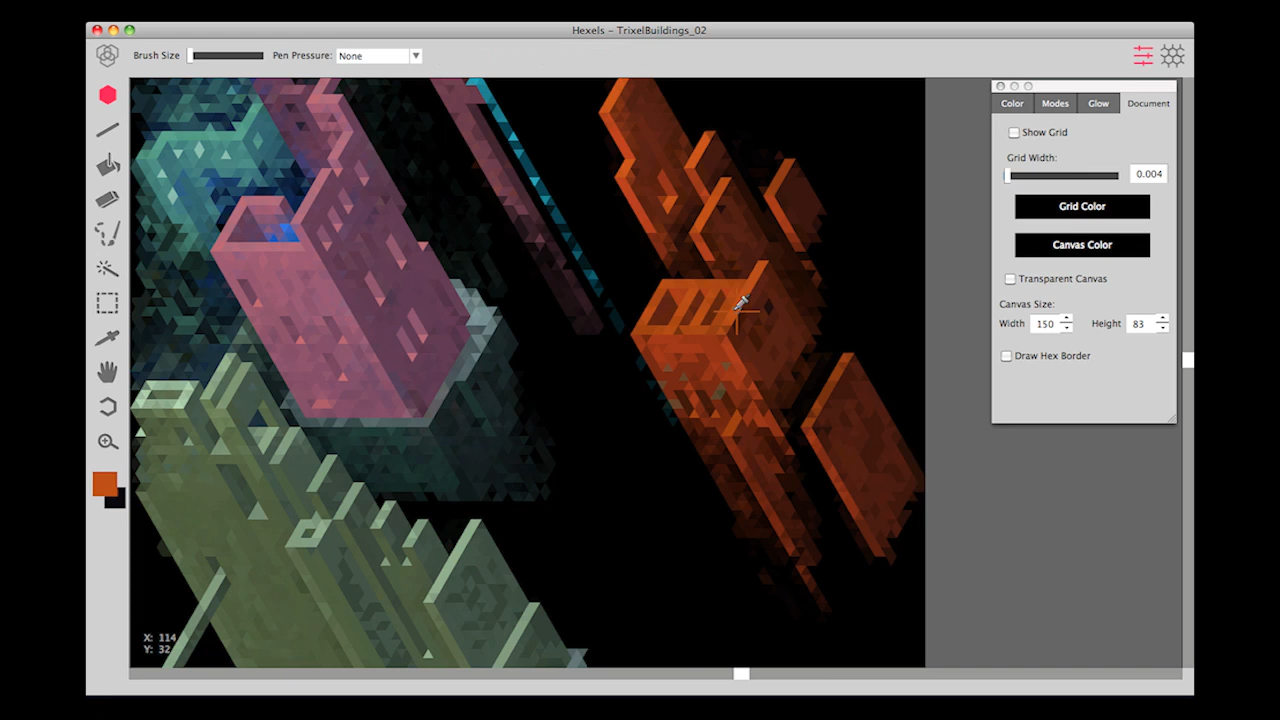 Hexels - TrixelBuildings_02
Brush Size
Pen Pressure: None
Color Modes Glow Document
Show Grid
Grid Width:
0.004
Grid Color
Canvas Color
Transparent Canvas
Canvas Size:
Width 150 Height 83
Draw Hex Border
X: 114
Y: 32